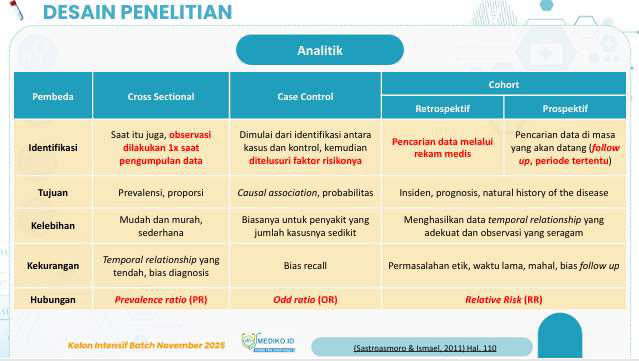 DESAIN PENELITIAN
Analitik
Pembeda
Cross Sectional
Case Control
Cohort
Retrospektif
Prospektif
Identifikasi
Saat itu juga, observasi
dilakukan 1x saat
pengumpulan data
Dimulai dari identifikasi antara
kasus dan kontrol, kemudian
ditelusuri faktor risikonya
Pencarian data melalui
rekam medis
Pencarian data di masa
yang akan datang (follow
up, periode tertentu)
Tujuan
Prevalensi, proporsi
Causal association, probabilitas
Insiden, prognosis, natural history of the disease
Kelebihan
Mudah dan murah,
sederhana
Biasanya untuk penyakit yang
jumlah kasusnya sedikit
Menghasilkan data temporal relationship yang
adekuat dan observasi yang seragam
Kekurangan
Temporal relationship yang
tendah, bias diagnosis
Bias recall
Permasalahan etik, waktu lama, mahal, bias follow up
Hubungan
Prevalence ratio (PR)
Odd ratio (OR)
Relative Risk (RR)
Kelon Intensif Batch November 2025
MEDIKO.ID
(Sastroasmoro & Ismael, 2011) Hal. 110